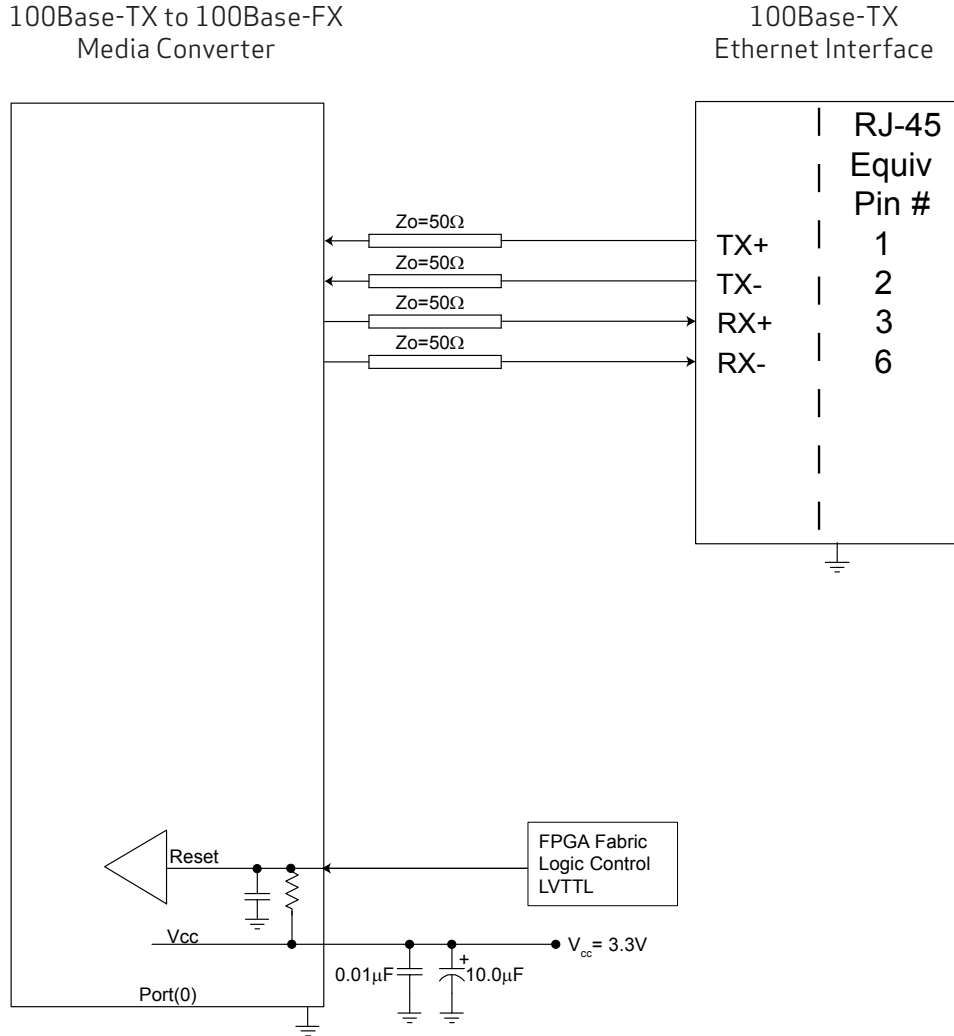 100Base-TX to 100Base-FX
Media Converter
100Base-TX
Ethernet Interface
RJ-45
Equiv
Pin #
Zo=50Ω
TX+ 1
Zo=50Ω
TX- 2
Zo=50Ω
RX+ 3
Zo=50Ω
RX- 6
Reset
FPGA Fabric
Logic Control
LVTTL
Vcc
Vcc= 3.3V
0.01µF
+
10.0µF
Port(0)